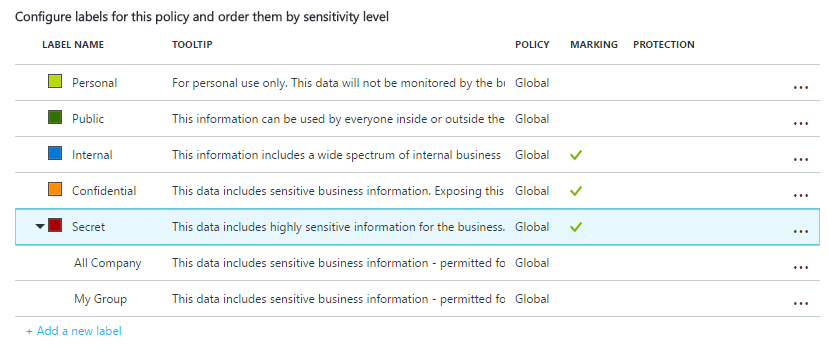 Configure labels for this policy and order them by sensitivity level
LABEL NAME TOOLTIP POLICY MARKING PROTECTION
Personal For personal use only. This data will not be monitored by the bu Global ...
Public This information can be used by everyone inside or outside the Global ...
Internal This information includes a wide spectrum of internal business Global ...
Confidential This data includes sensitive business information. Exposing this Global ...
Secret This data includes highly sensitive information for the business. Global ...
All Company This data includes sensitive business information - permitted fo Global ...
My Group This data includes sensitive business information - permitted fo Global ...
+ Add a new label